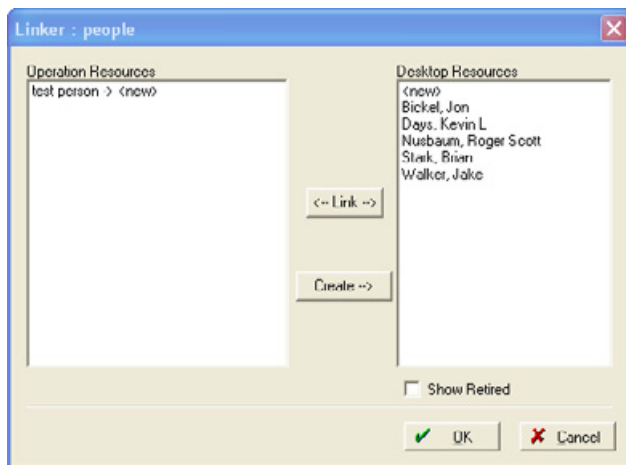 Linker : people
Operation Resources
test person -> <new>
<-- Link -->
Create -->
Desktop Resources
<new>
Bickel, Jon
Days, Kevin L
Nusbaum, Roger Scott
Stark, Brian
Walker, Jake
Show Retired
OK
Cancel